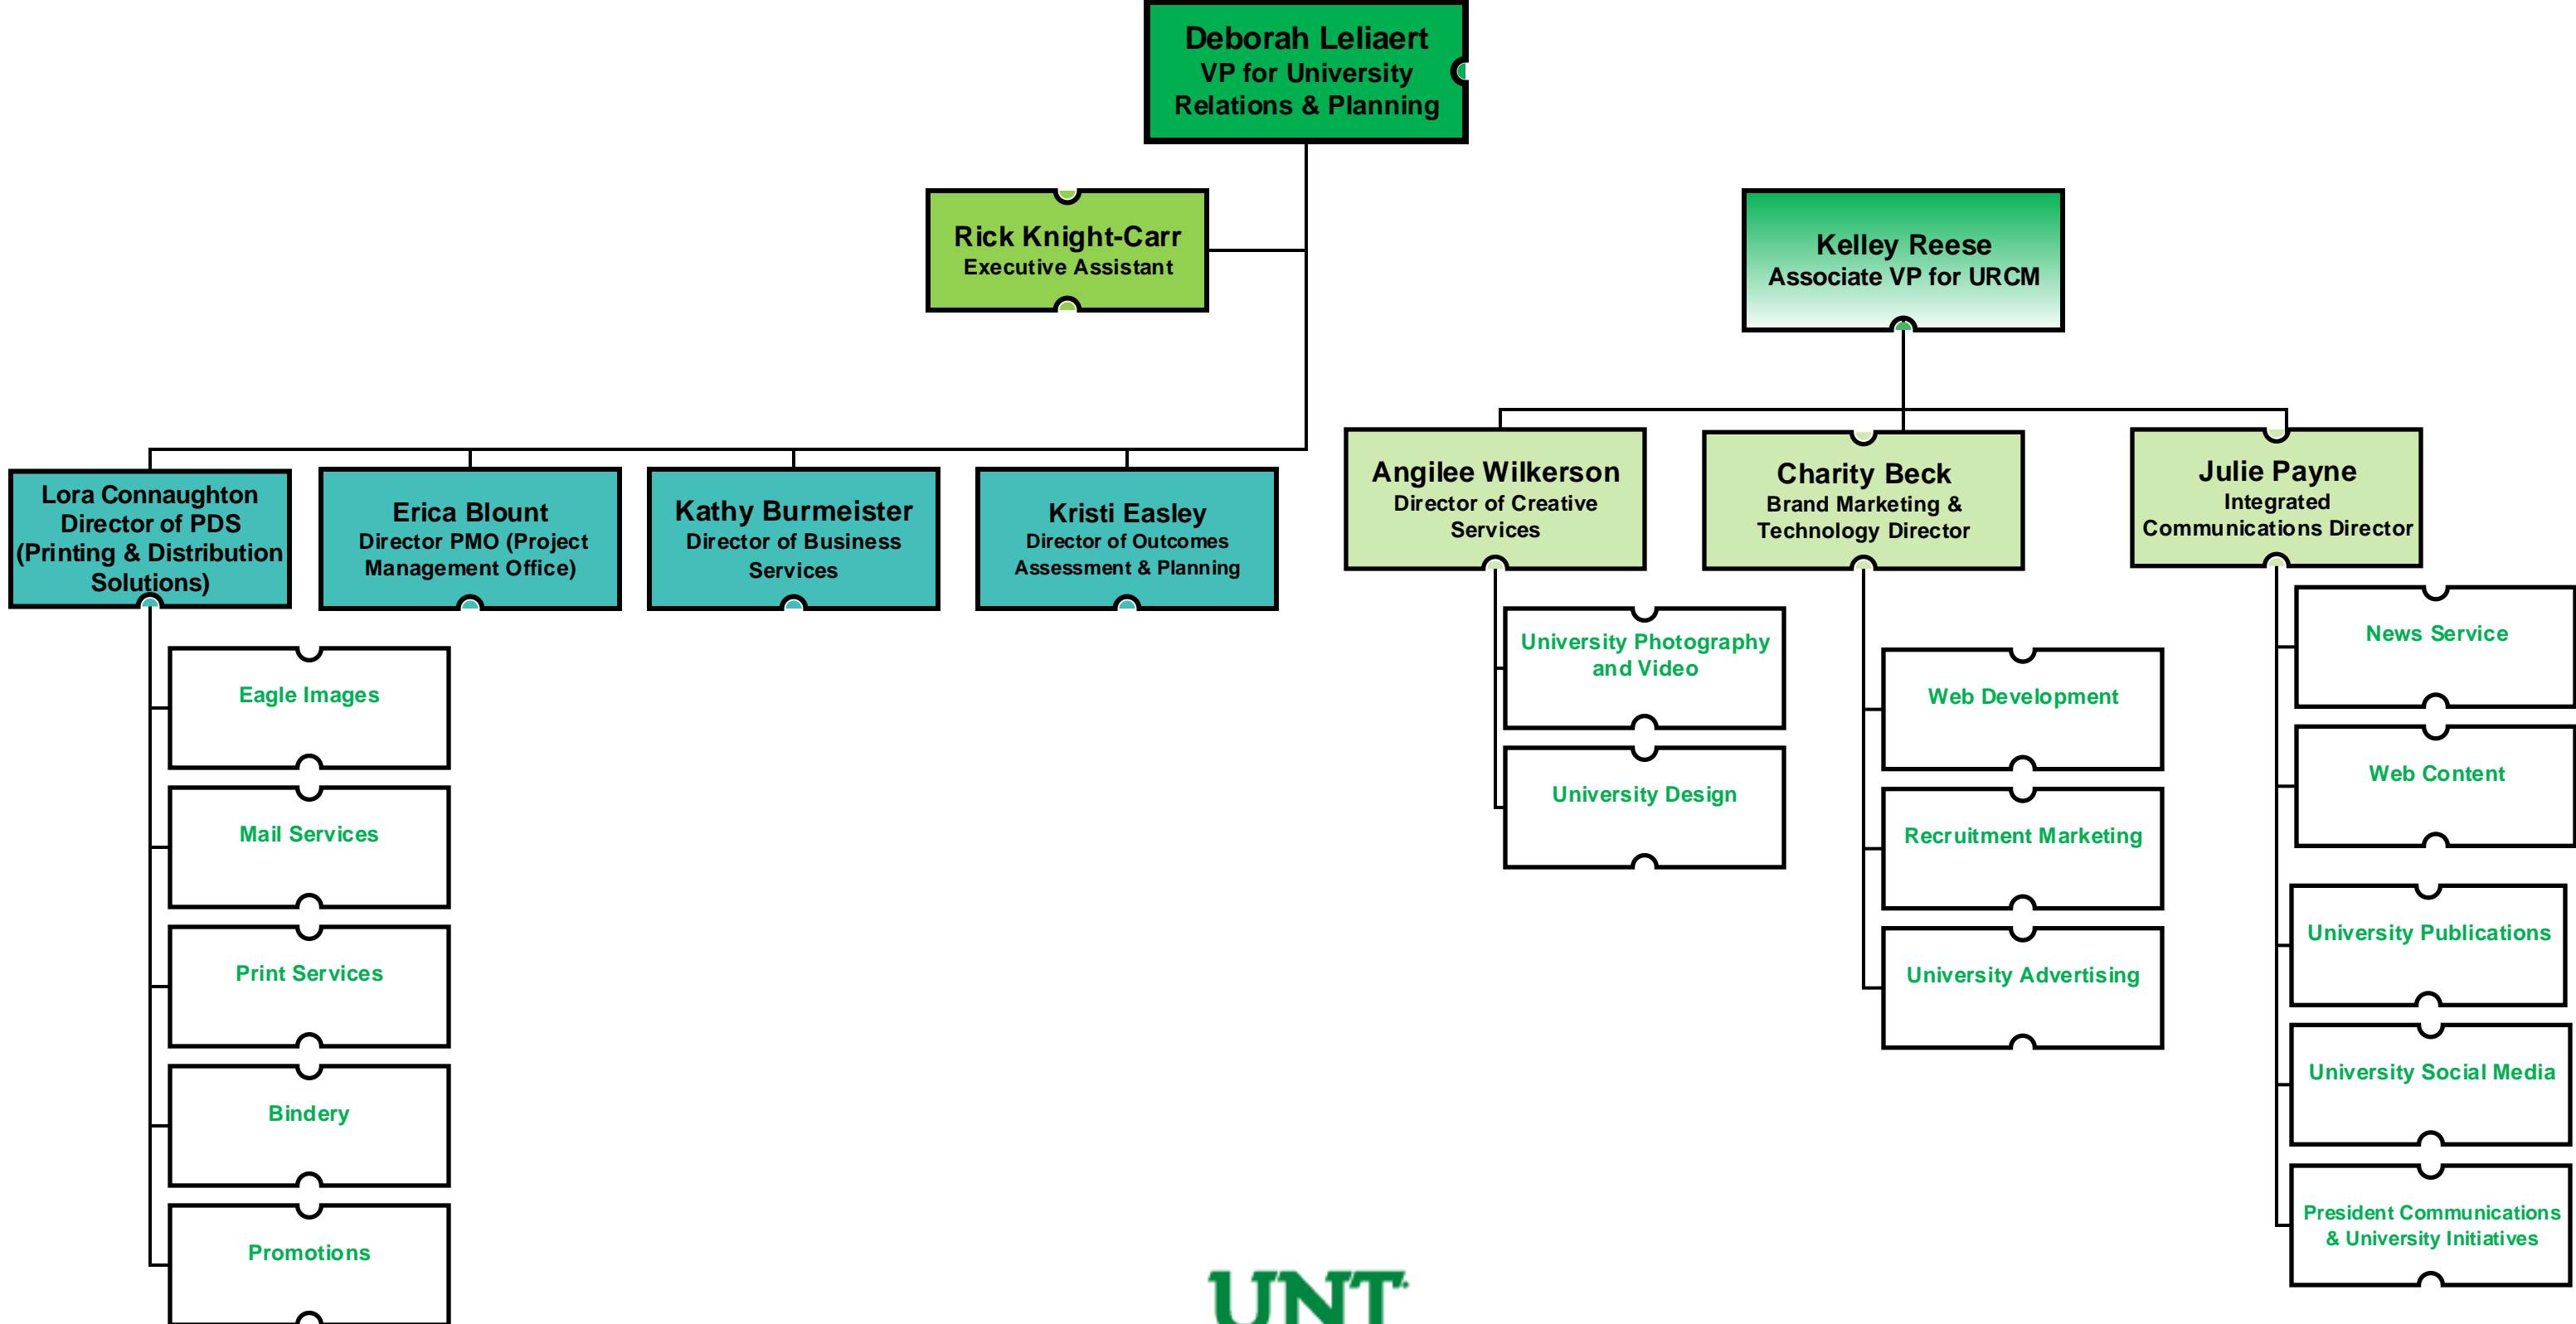 Deborah Leliaert
VP for University
Relations & Planning
Rick Knight-Carr
Executive Assistant
Kelley Reese
Associate VP for URCM
Lora Connaughton
Director of PDS
(Printing & Distribution
Solutions)
Erica Blount
Director PMO (Project
Management Office)
Kathy Burmeister
Director of Business
Services
Kristi Easley
Director of Outcomes
Assessment & Planning
Angilee Wilkerson
Director of Creative
Services
Charity Beck
Brand Marketing &
Technology Director
Julie Payne
Integrated
Communications Director
Eagle Images
Mail Services
Print Services
Bindery
Promotions
University Photography
and Video
University Design
Web Development
Recruitment Marketing
University Advertising
News Service
Web Content
University Publications
University Social Media
President Communications
& University Initiatives
UNT